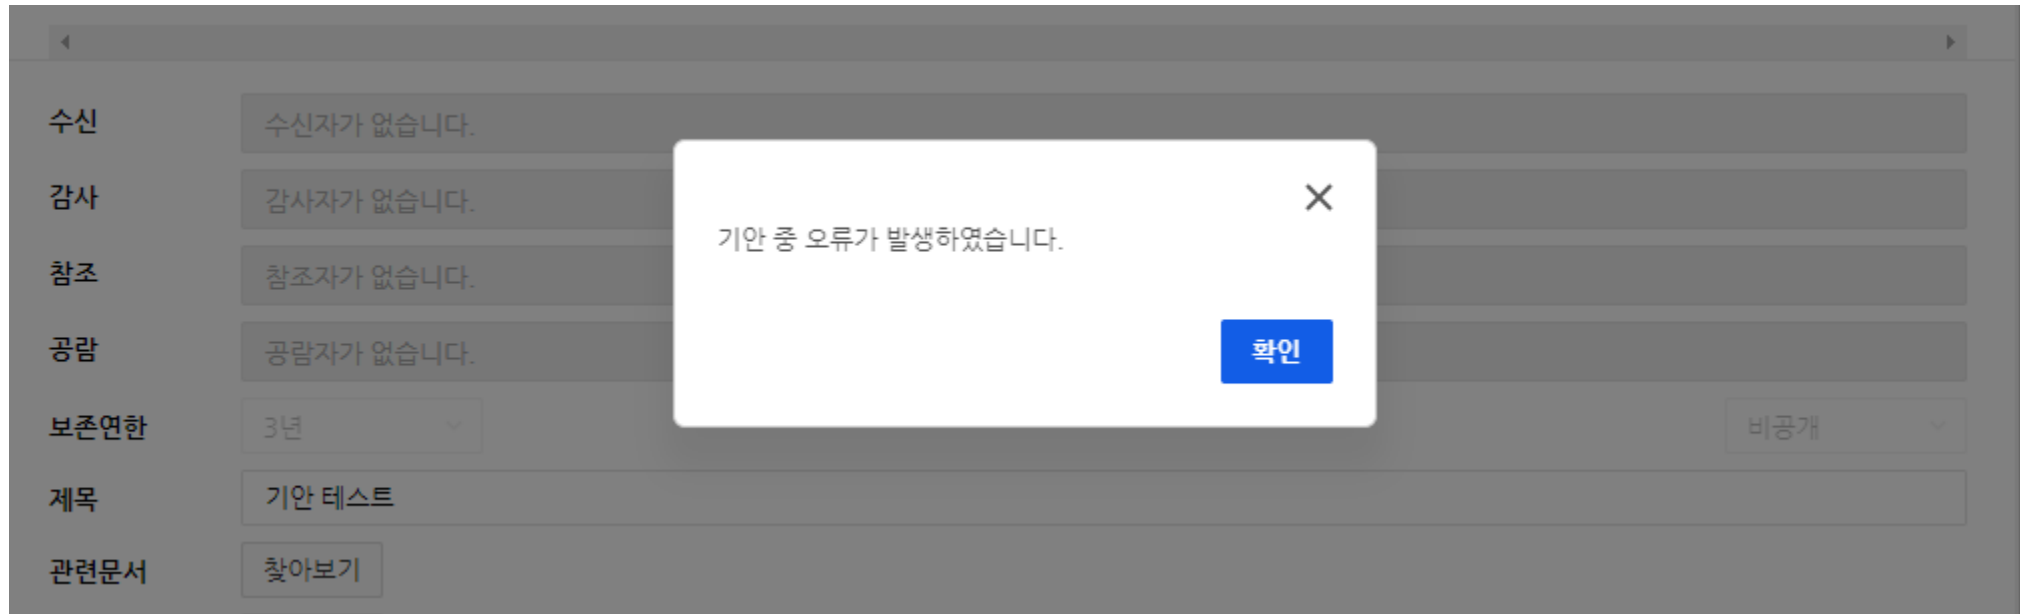 수신
수신자가 없습니다.
감사
감사자가 없습니다.
기안 중 오류가 발생하였습니다.
참조
참조자가 없습니다.
공람
공람자가 없습니다.
확인
보존연한
3년
비공개
제목
기안 테스트
관련문서
찾아보기